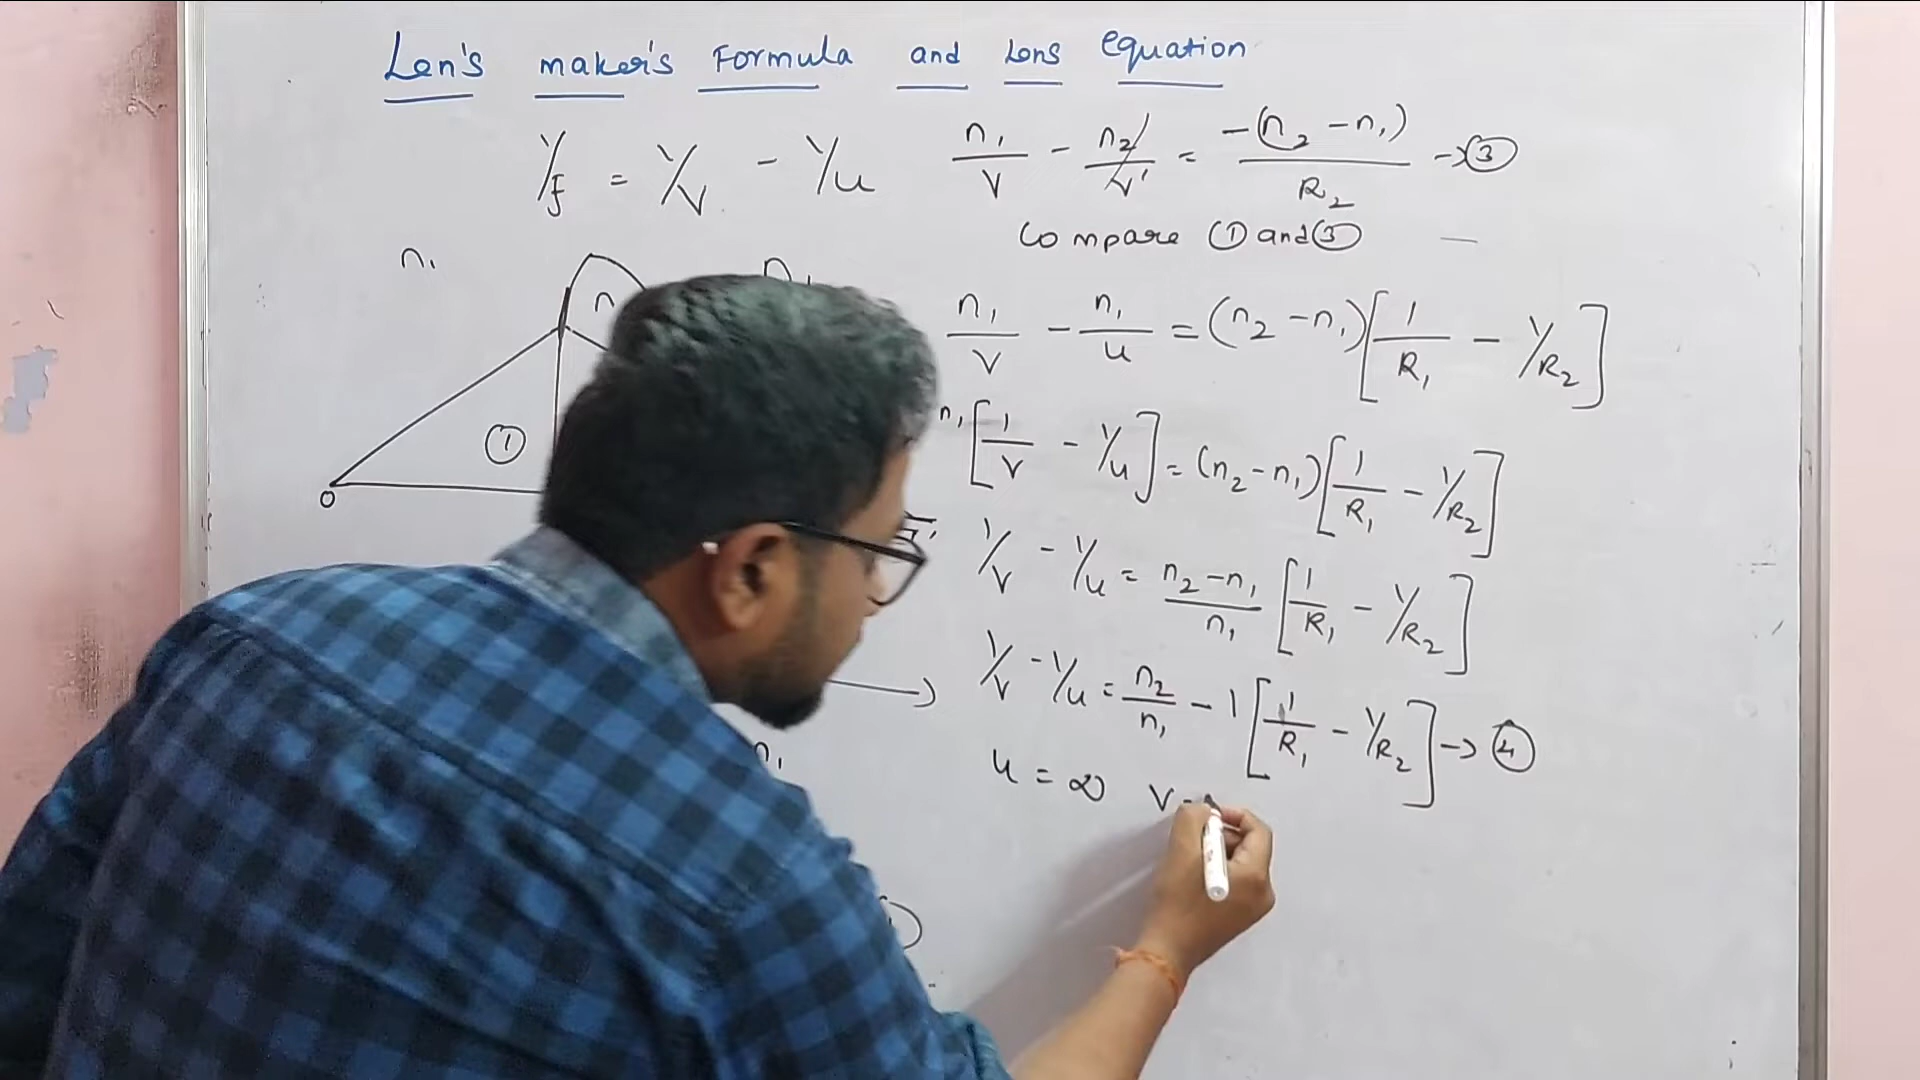 Len's maker's Formula and Lens equation
1/f = 1/v - 1/u
n₁/v - n₂/v' = -(n₂ - n₁)/R₂ → ③
Compare ① and ③
n₁
n
①
O
n₁
n₁/v - n₁/u = (n₂ - n₁)[1/R₁ - 1/R₂]
n₁[1/v - 1/u] = (n₂ - n₁)[1/R₁ - 1/R₂]
1/v - 1/u = n₂ - n₁/n₁ [1/R₁ - 1/R₂]
1/v - 1/u = n₂/n₁ - 1 [1/R₁ - 1/R₂] → ④
u = ∞ v =